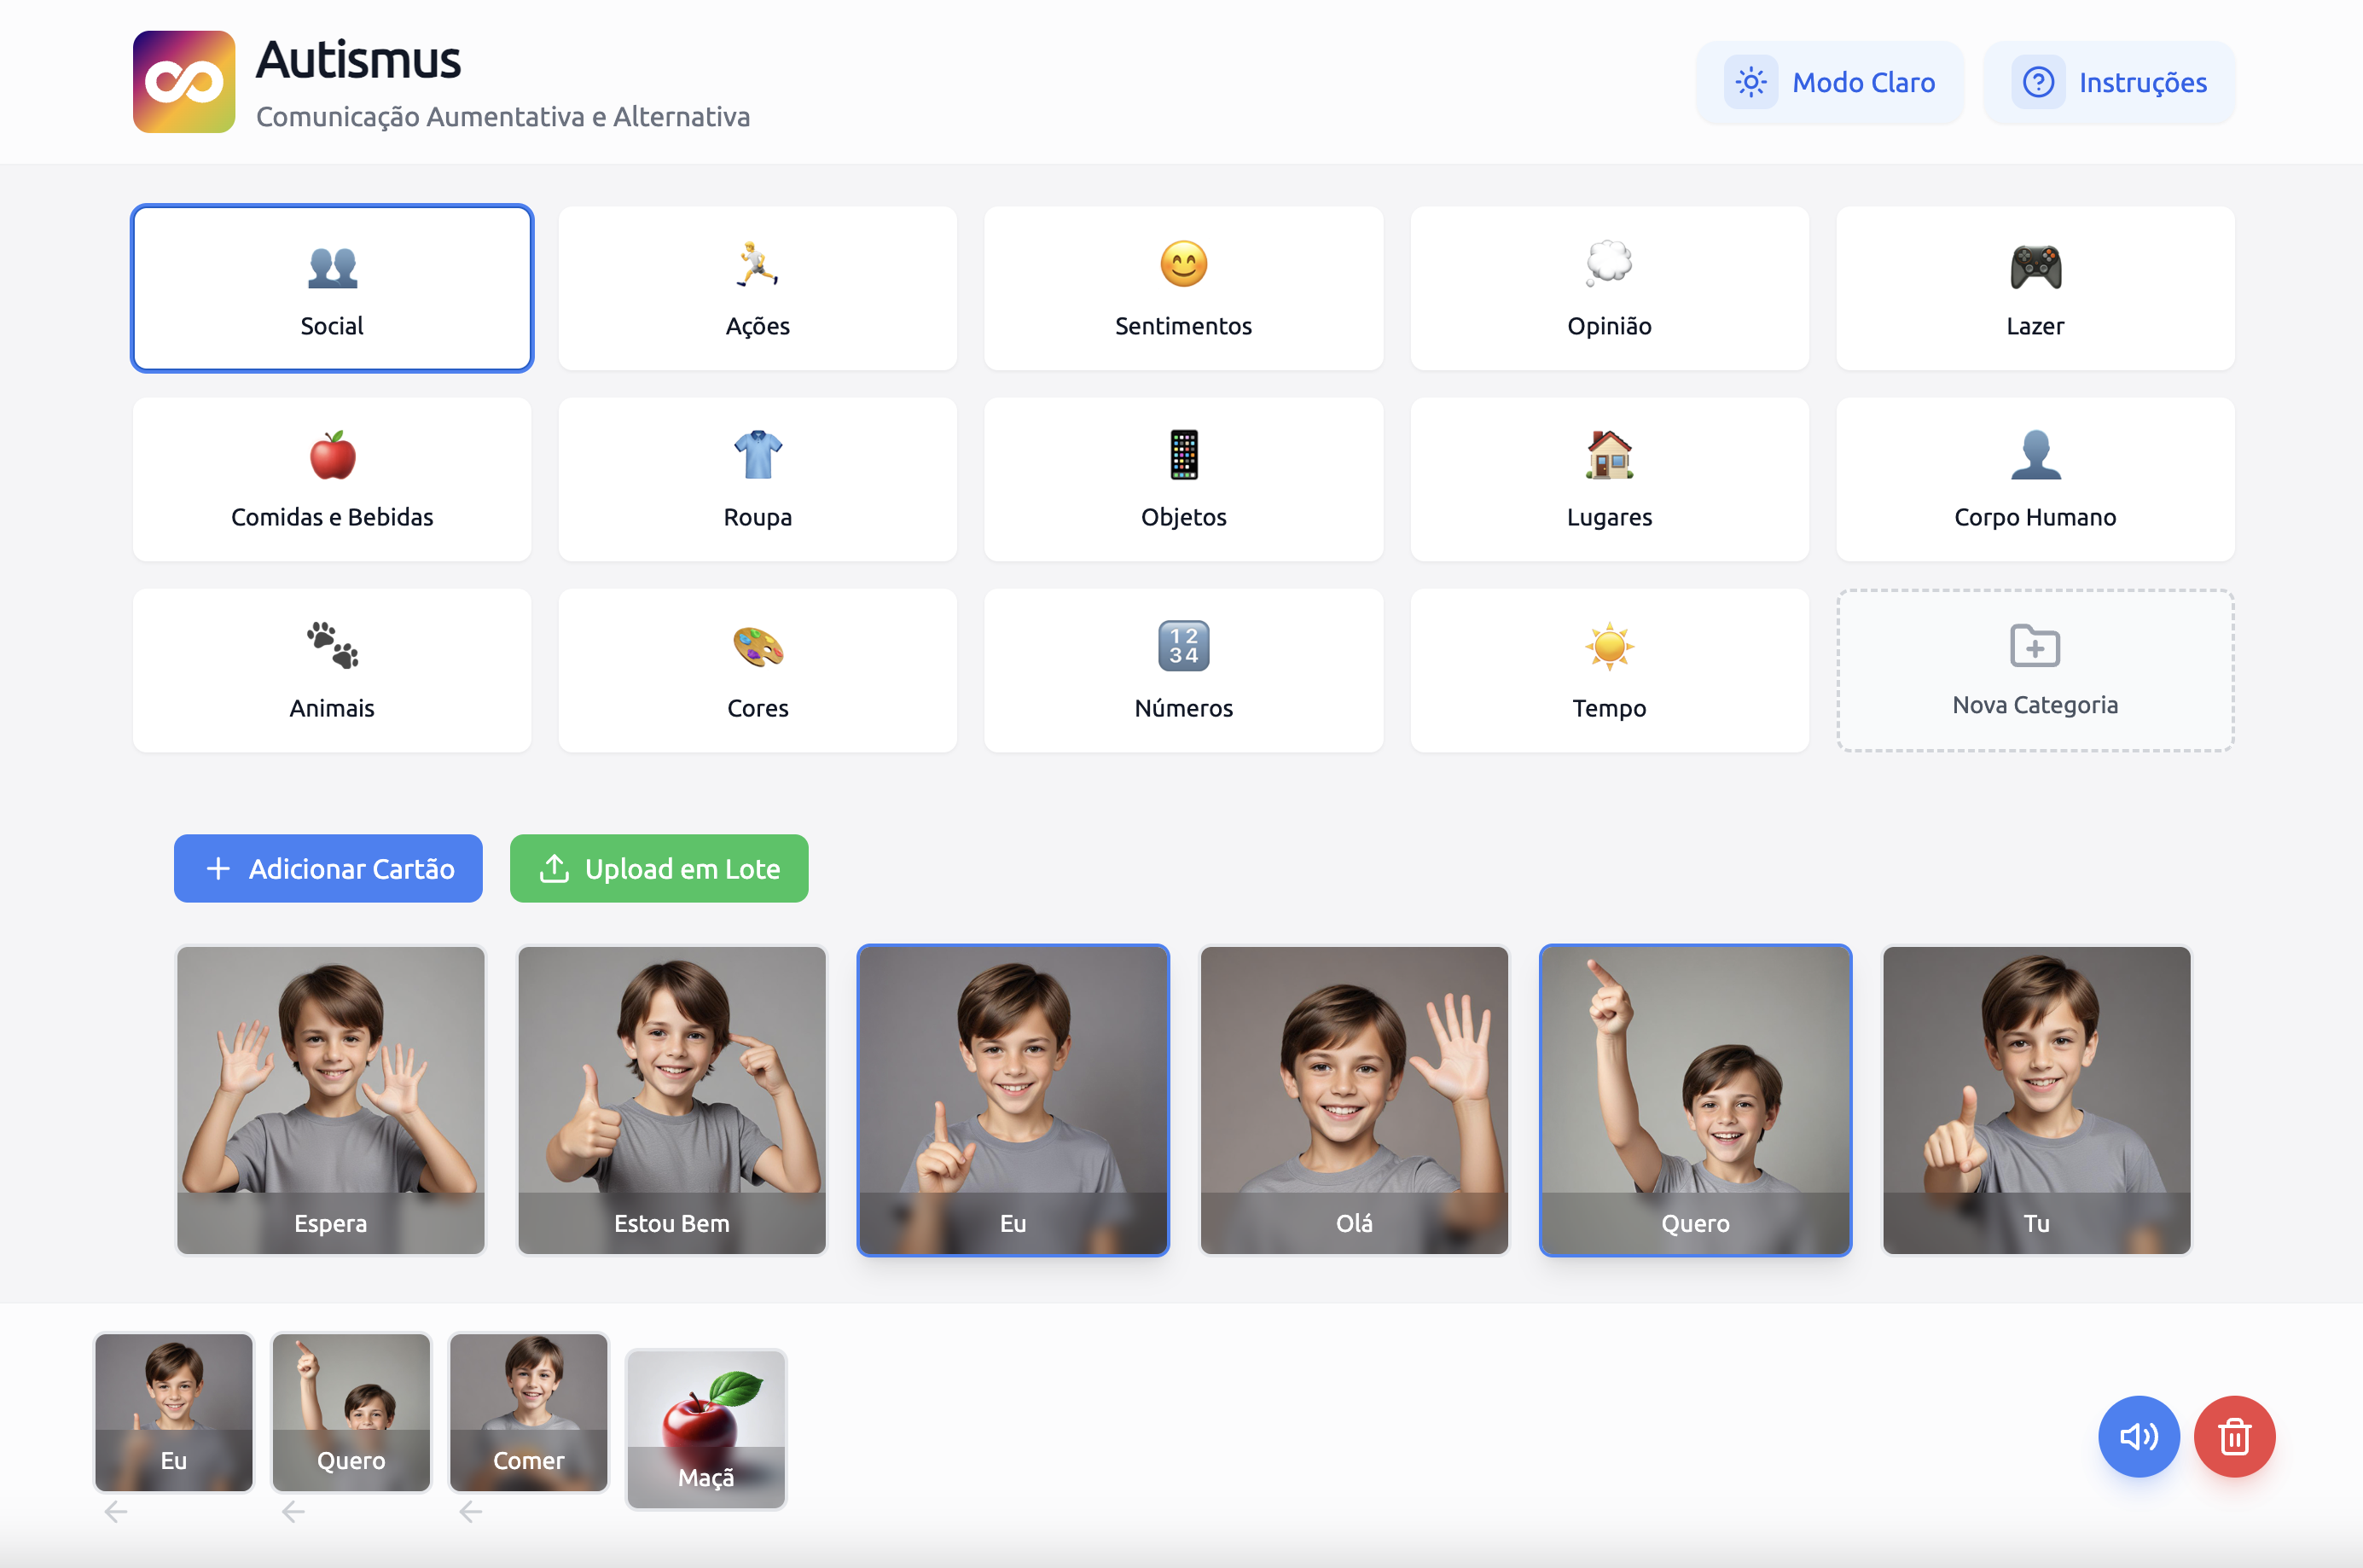 Autismus
Comunicação Aumentativa e Alternativa
Modo Claro
Instruções
Social
Ações
Sentimentos
Opinião
Lazer
Comidas e Bebidas
Roupa
Objetos
Lugares
Corpo Humano
Animais
Cores
1 2
3 4
Números
Tempo
Nova Categoria
Adicionar Cartão
Upload em Lote
Espera
Estou Bem
Eu
Olá
Quero
Tu
Eu
Quero
Comer
Maçã